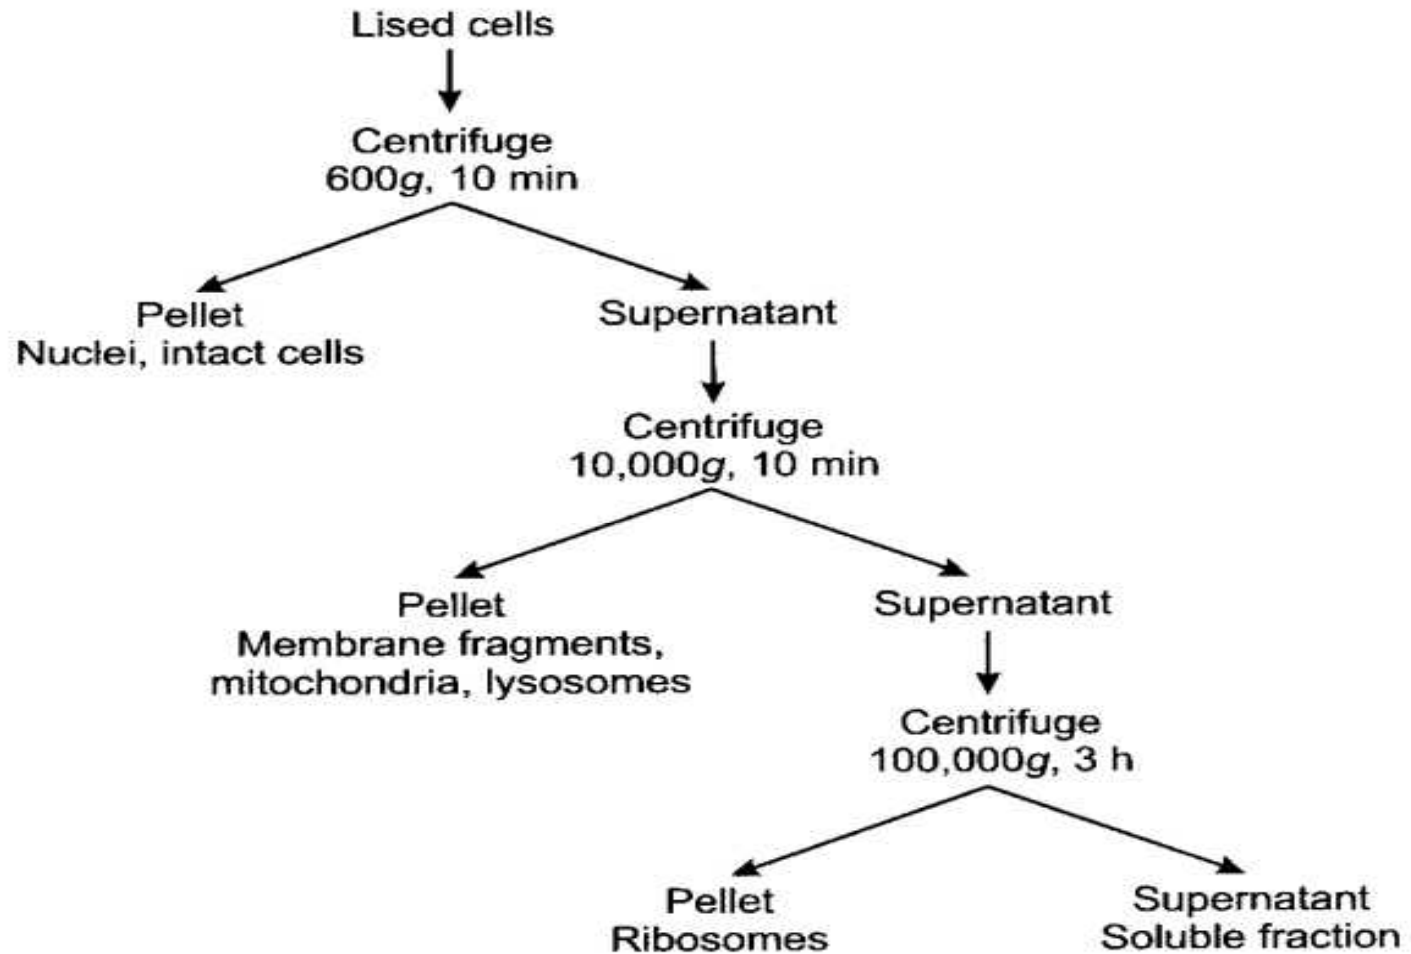 Lised cells
Centrifuge
600g, 10 min
Pellet
Nuclei, intact cells
Supernatant
Centrifuge
10,000g, 10 min
Pellet
Membrane fragments,
mitochondria, lysosomes
Supernatant
Centrifuge
100,000g, 3 h
Pellet
Ribosomes
Supernatant
Soluble fraction